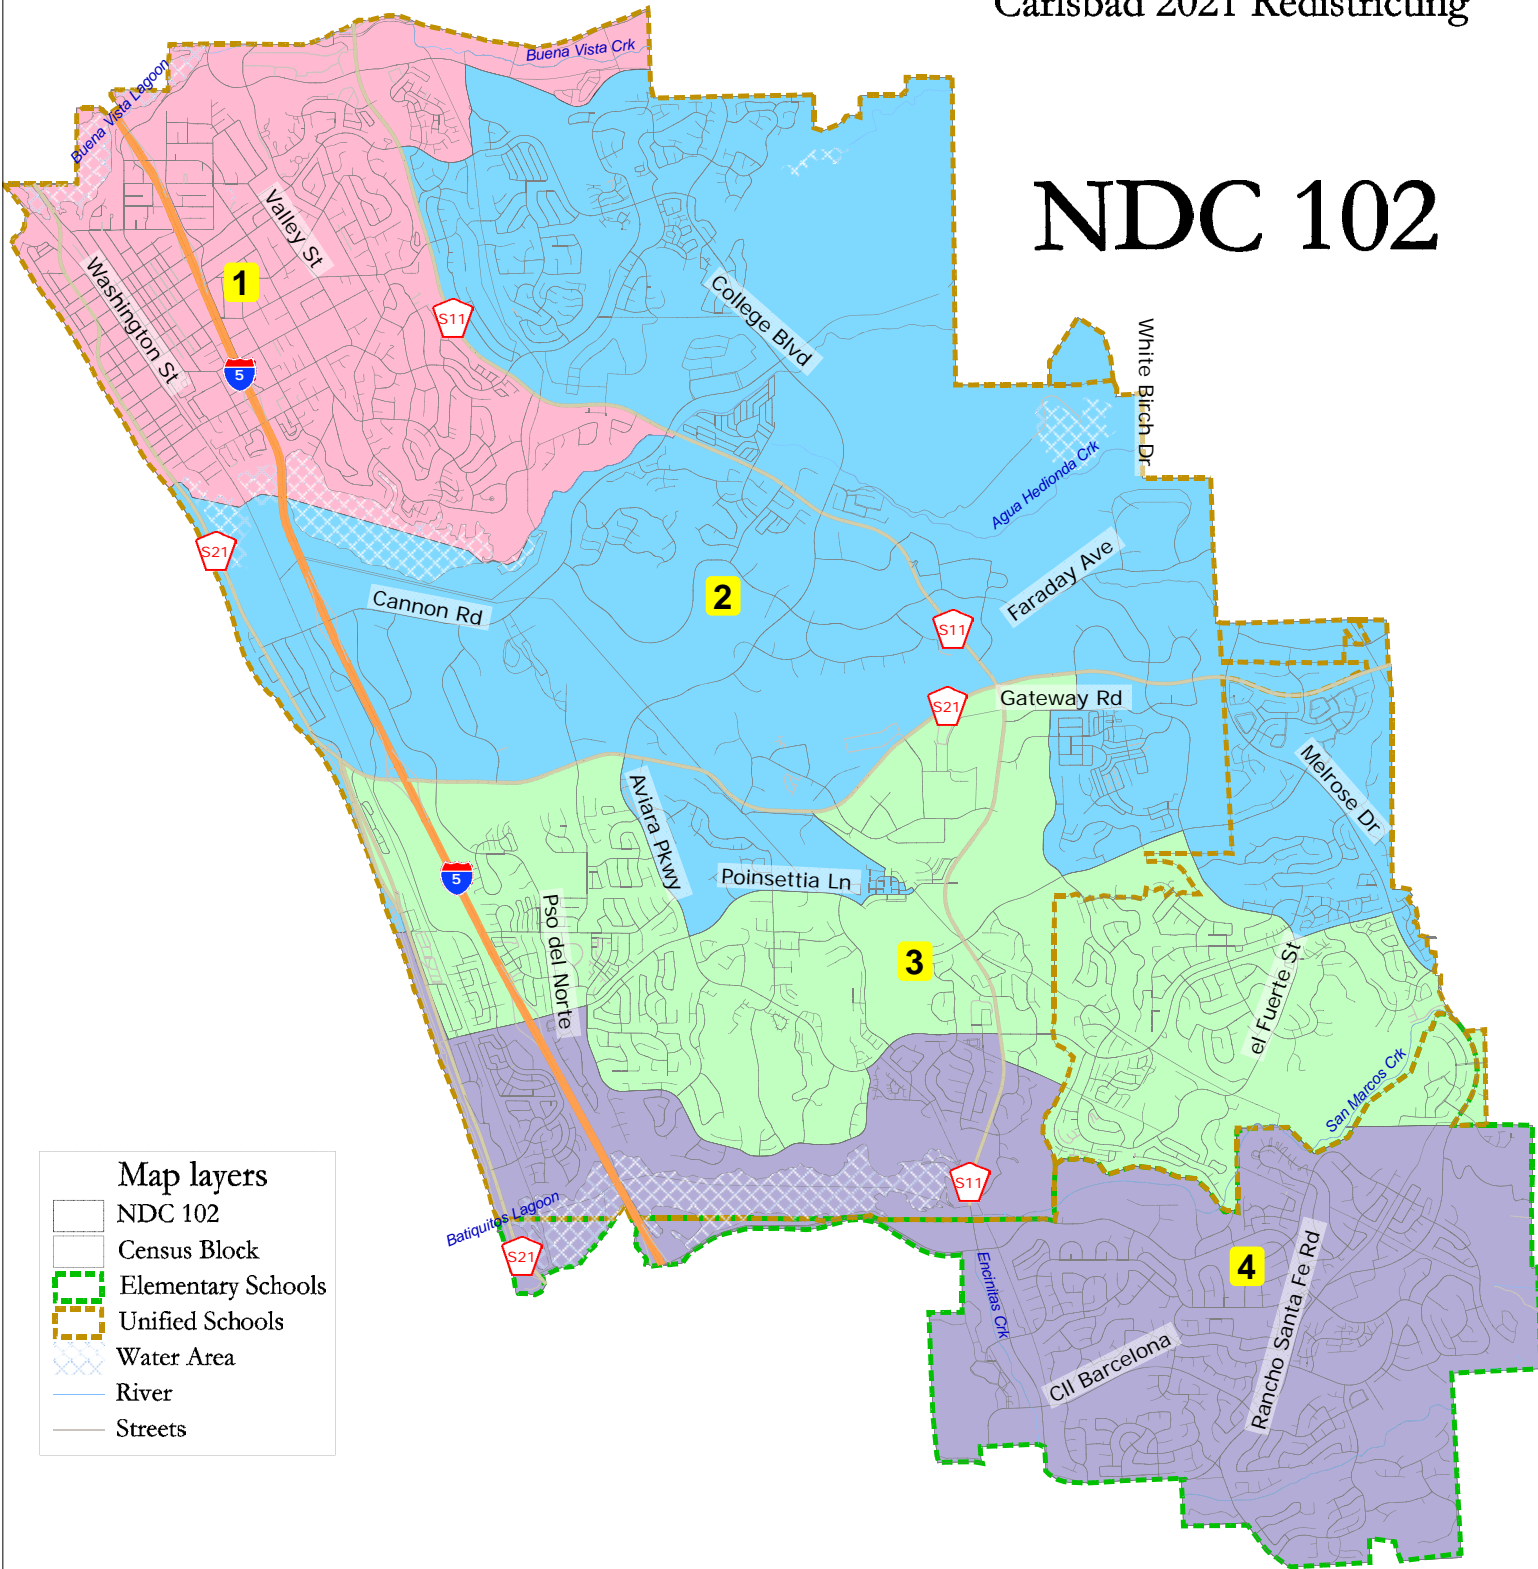 Carlsbad 2021 Redistricting
NDC 102
Buena Vista Crk
Buena Vista Lagoon
Valley St
Washington St
1
S11
5
College Blvd
White Birch Dr
Agua Hedionda Crk
S21
Cannon Rd
2
Faraday Ave
S11
S21
Gateway Rd
Melrose Dr
Aviara Pkwy
Poinsettia Ln
5
Pso del Norte
3
el Fuerte St
San Marcos Crk
S11
Batiquitos Lagoon
S21
Encinitas Crk
4
Rancho Santa Fe Rd
Cll Barcelona
Map layers
NDC 102
Census Block
Elementary Schools
Unified Schools
Water Area
River
Streets